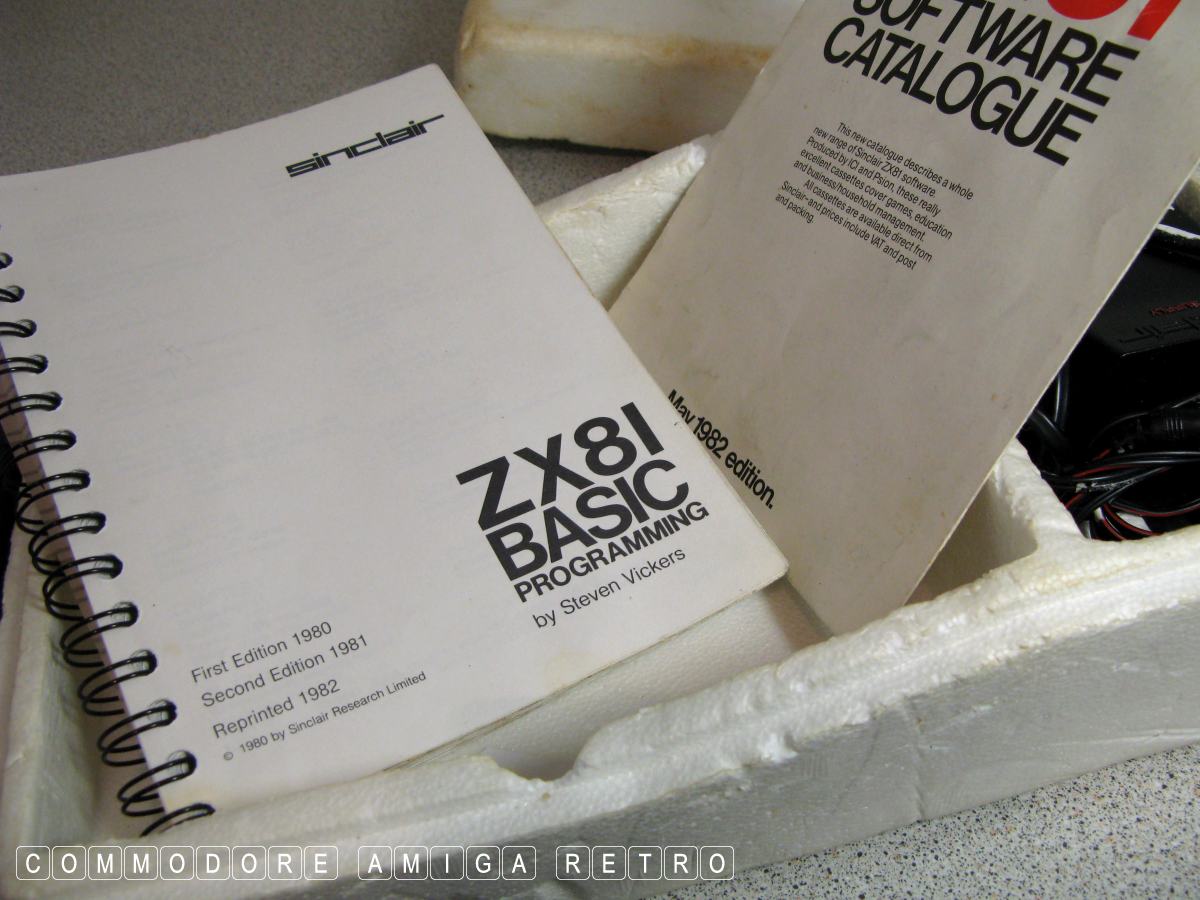 sinclair
ZX81
BASIC
PROGRAMMING
by Steven Vickers
First Edition 1980
Second Edition 1981
Reprinted 1982
© 1980 by Sinclair Research Limited
SOFTWARE
CATALOGUE
This new catalogue describes a whole
new range of Sinclair ZX81 software.
Produced by ICI and Psion, these really
excellent cassettes cover games, education
and business/household management.
All cassettes are available direct from
Sinclair–and prices include VAT and post
and packing.
May 1982 edition.
COMMODORE AMIGA RETRO